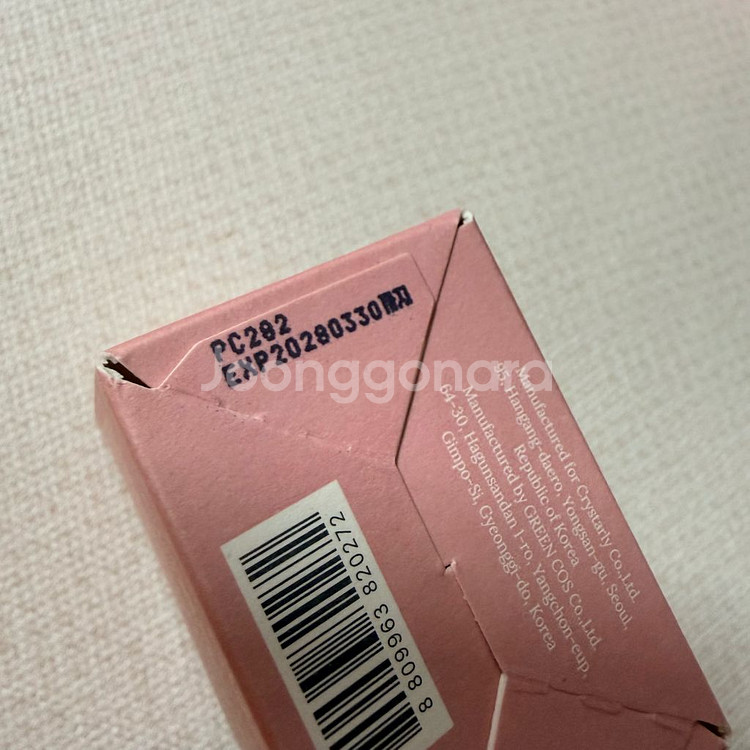 PC282
EXP20280330까지
Joonggonara
Manufactured for Crystarly Co.,Ltd.
Hangang-daero, Yongsan-gu, Seoul,
Republic of Korea
Manufactured by GREEN COS Co.,Ltd.
64-30, Hagunsandan 1-ro, Yangchon-eup,
Gimpo-Si, Gyeonggi-do, Korea
8 809963 820272